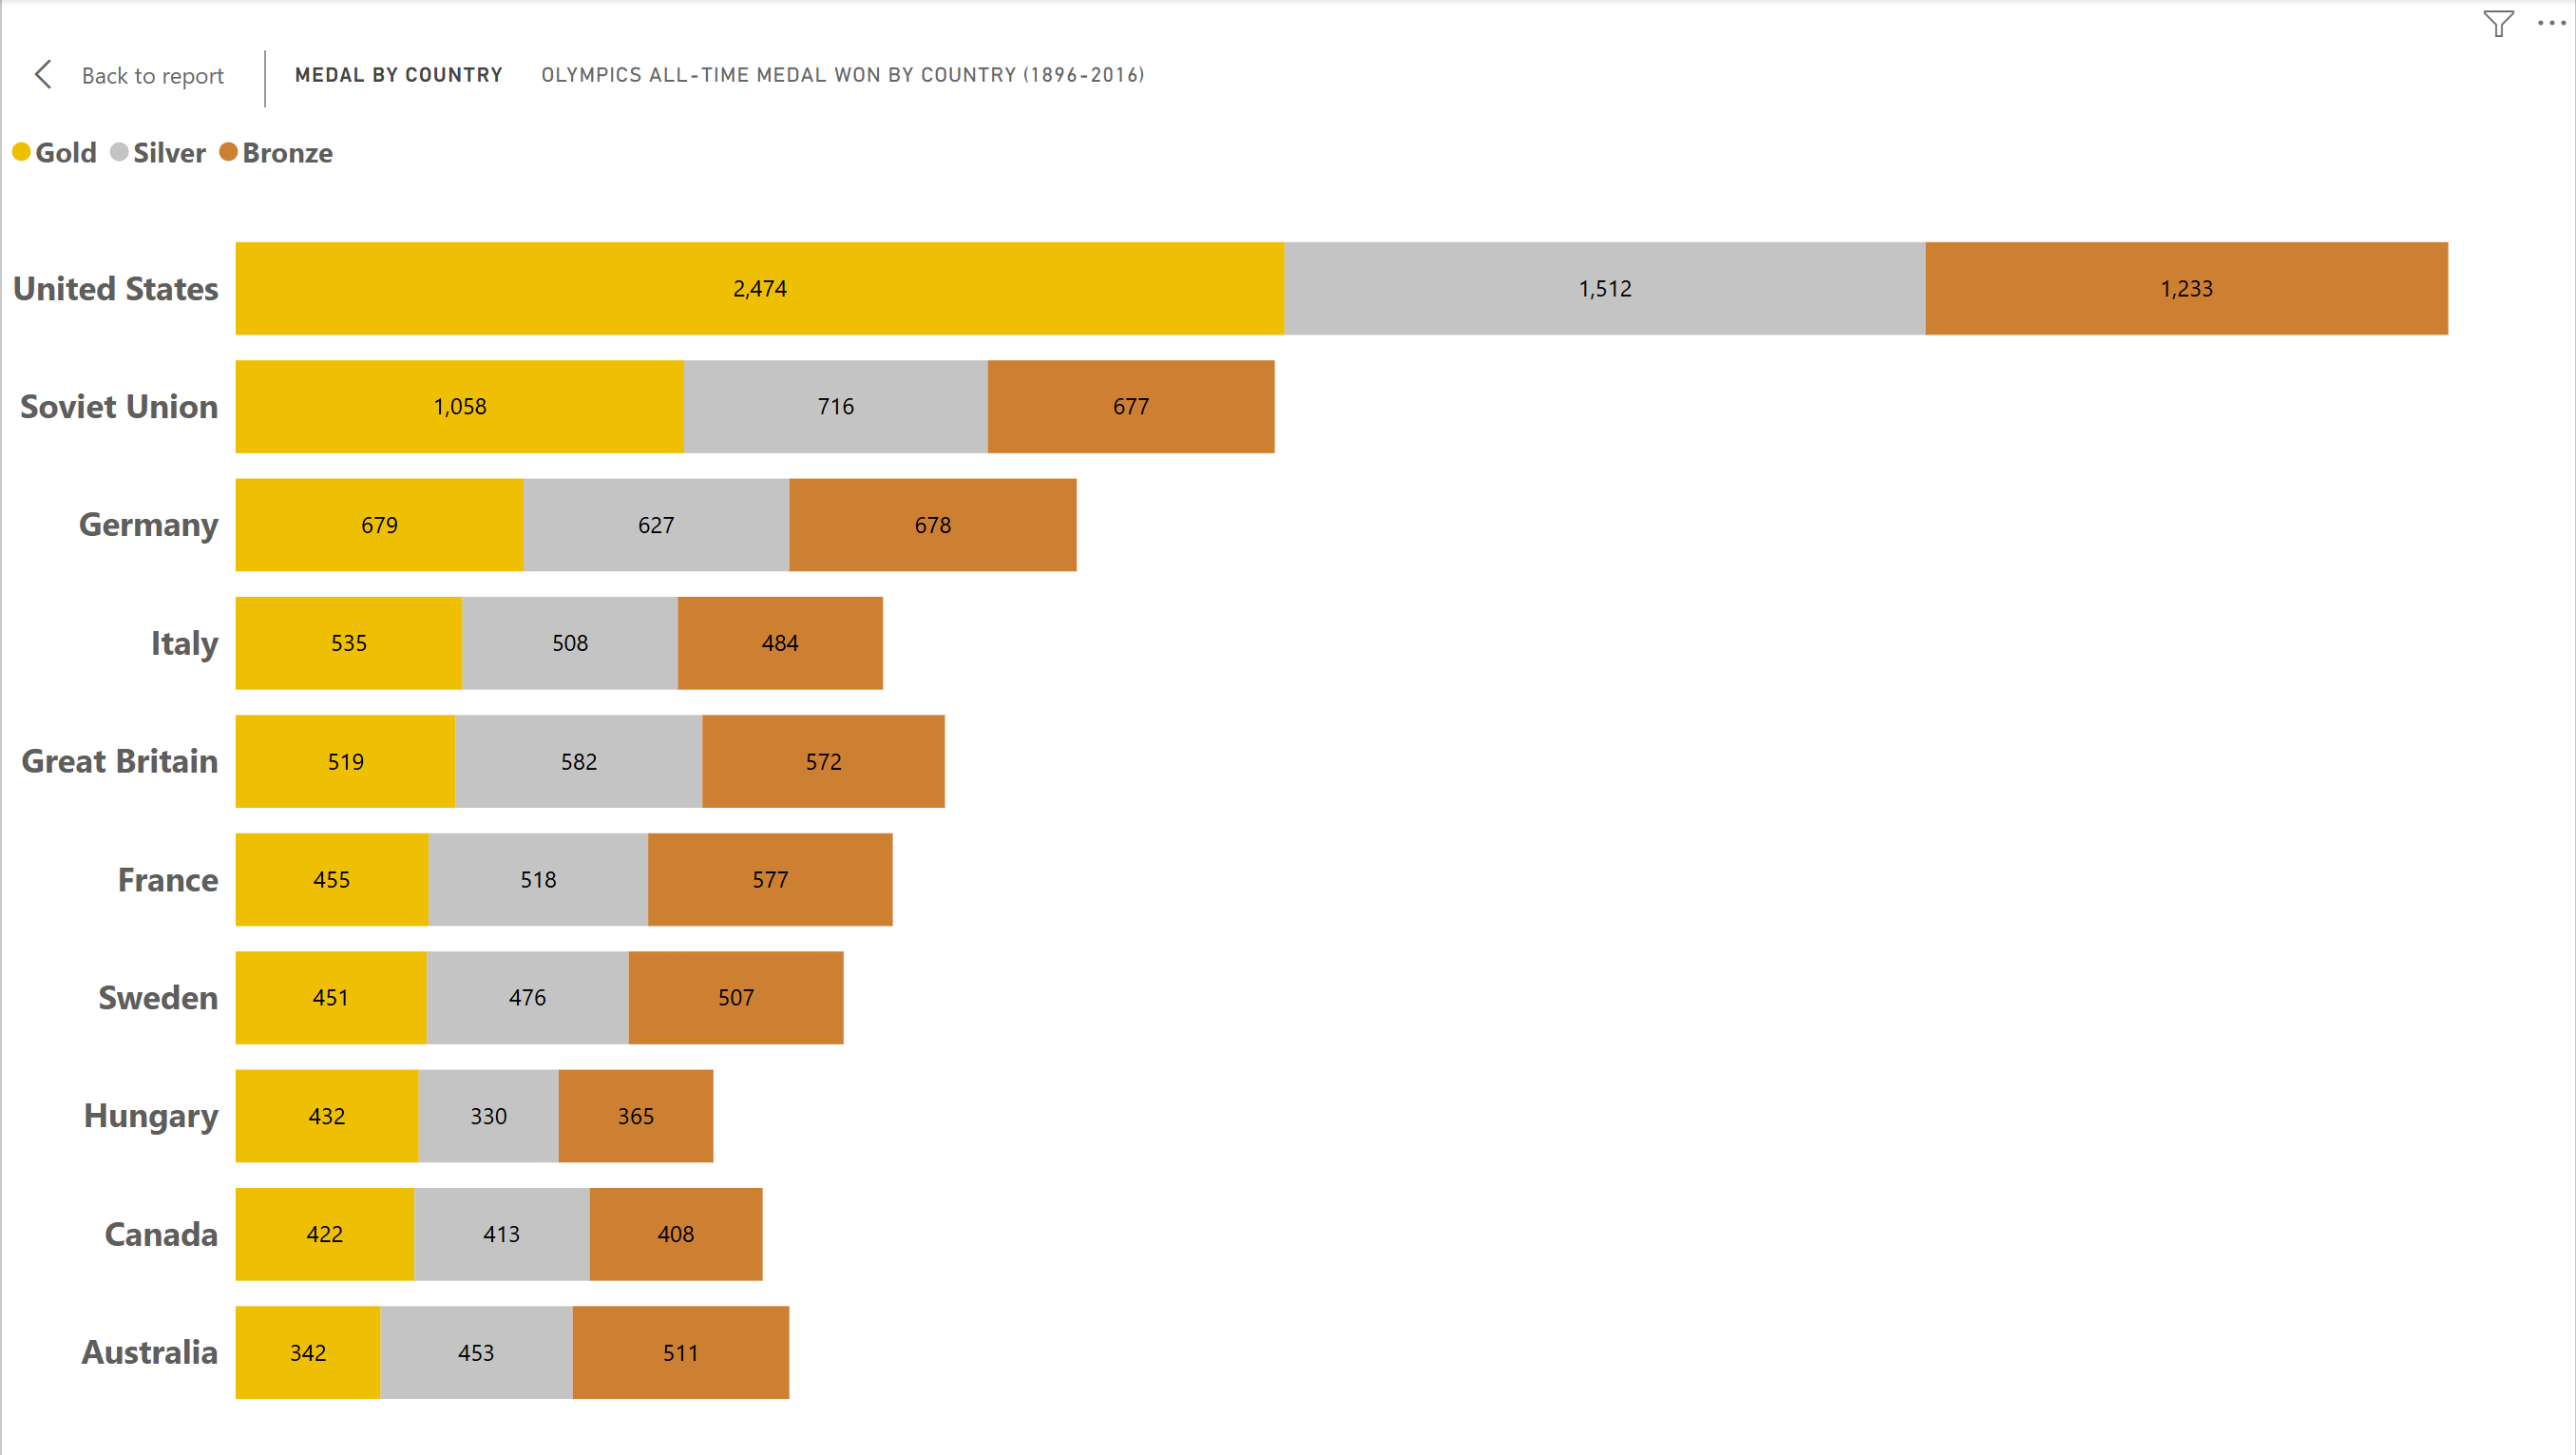 Back to report MEDAL BY COUNTRY OLYMPICS ALL-TIME MEDAL WON BY COUNTRY (1896-2016)
Gold Silver Bronze
United States 2,474 1,512 1,233
Soviet Union 1,058 716 677
Germany 679 627 678
Italy 535 508 484
Great Britain 519 582 572
France 455 518 577
Sweden 451 476 507
Hungary 432 330 365
Canada 422 413 408
Australia 342 453 511